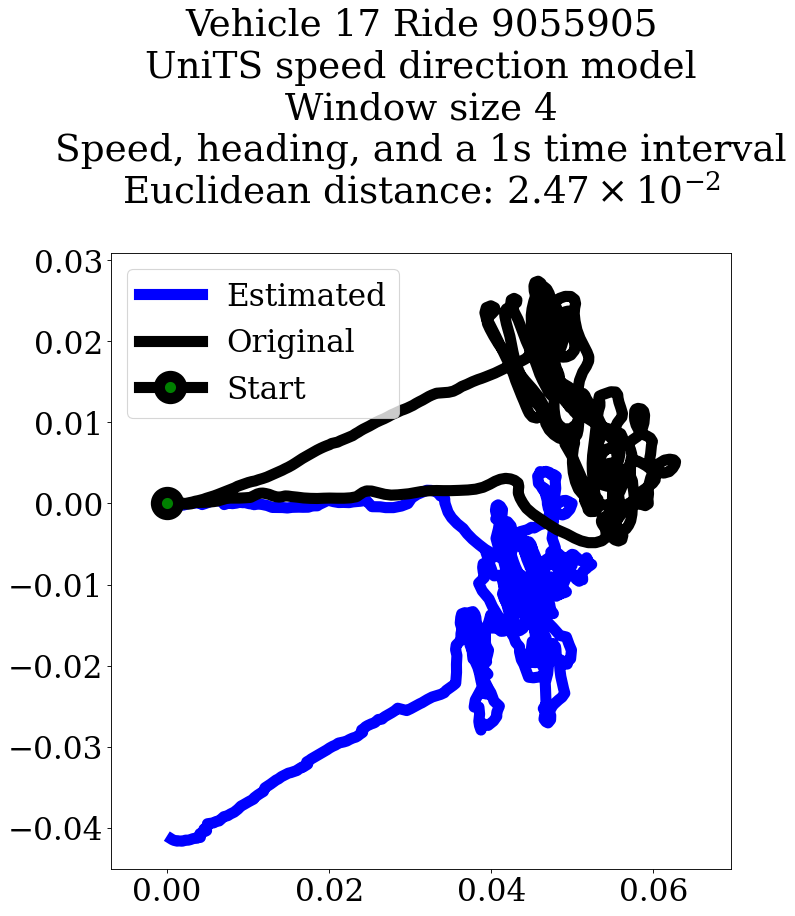 Vehicle 17 Ride 9055905
UniTS speed direction model
Window size 4
Speed, heading, and a 1s time interval
Euclidean distance: 2.47 × 10⁻²
Estimated
Original
Start
0.03
0.02
0.01
0.00
−0.01
−0.02
−0.03
−0.04
0.00
0.02
0.04
0.06